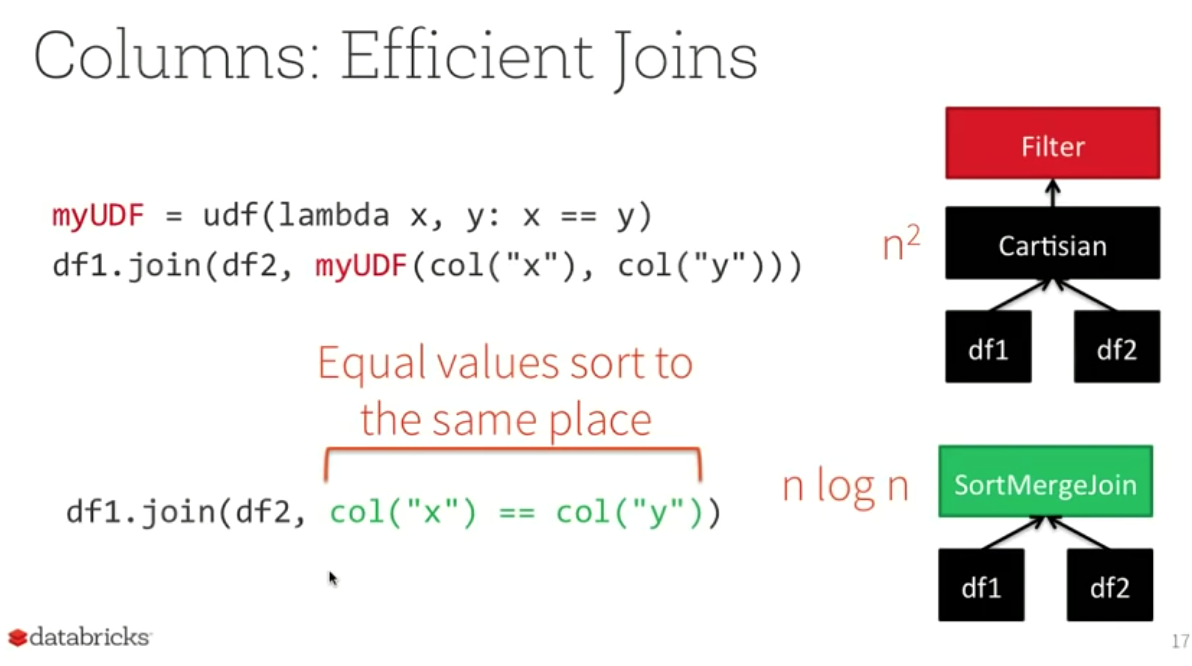 Columns: Efficient Joins
myUDF = udf(lambda x, y: x == y)
df1.join(df2, myUDF(col("x"), col("y")))
Filter
n²
Cartisian
df1
df2
Equal values sort to
the same place
df1.join(df2, col("x") == col("y"))
n log n
SortMergeJoin
df1
df2
databricks
17